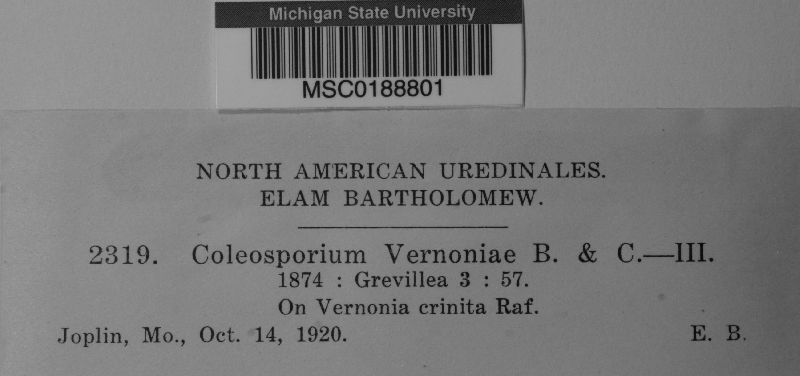 Michigan State University
MSC0188801
NORTH AMERICAN UREDINALES.
ELAM BARTHOLOMEW.
2319. Coleosporium Vernoniae B. & C.—III.
1874 : Grevillea 3 : 57.
On Vernonia crinita Raf.
Joplin, Mo., Oct. 14, 1920. E. B.